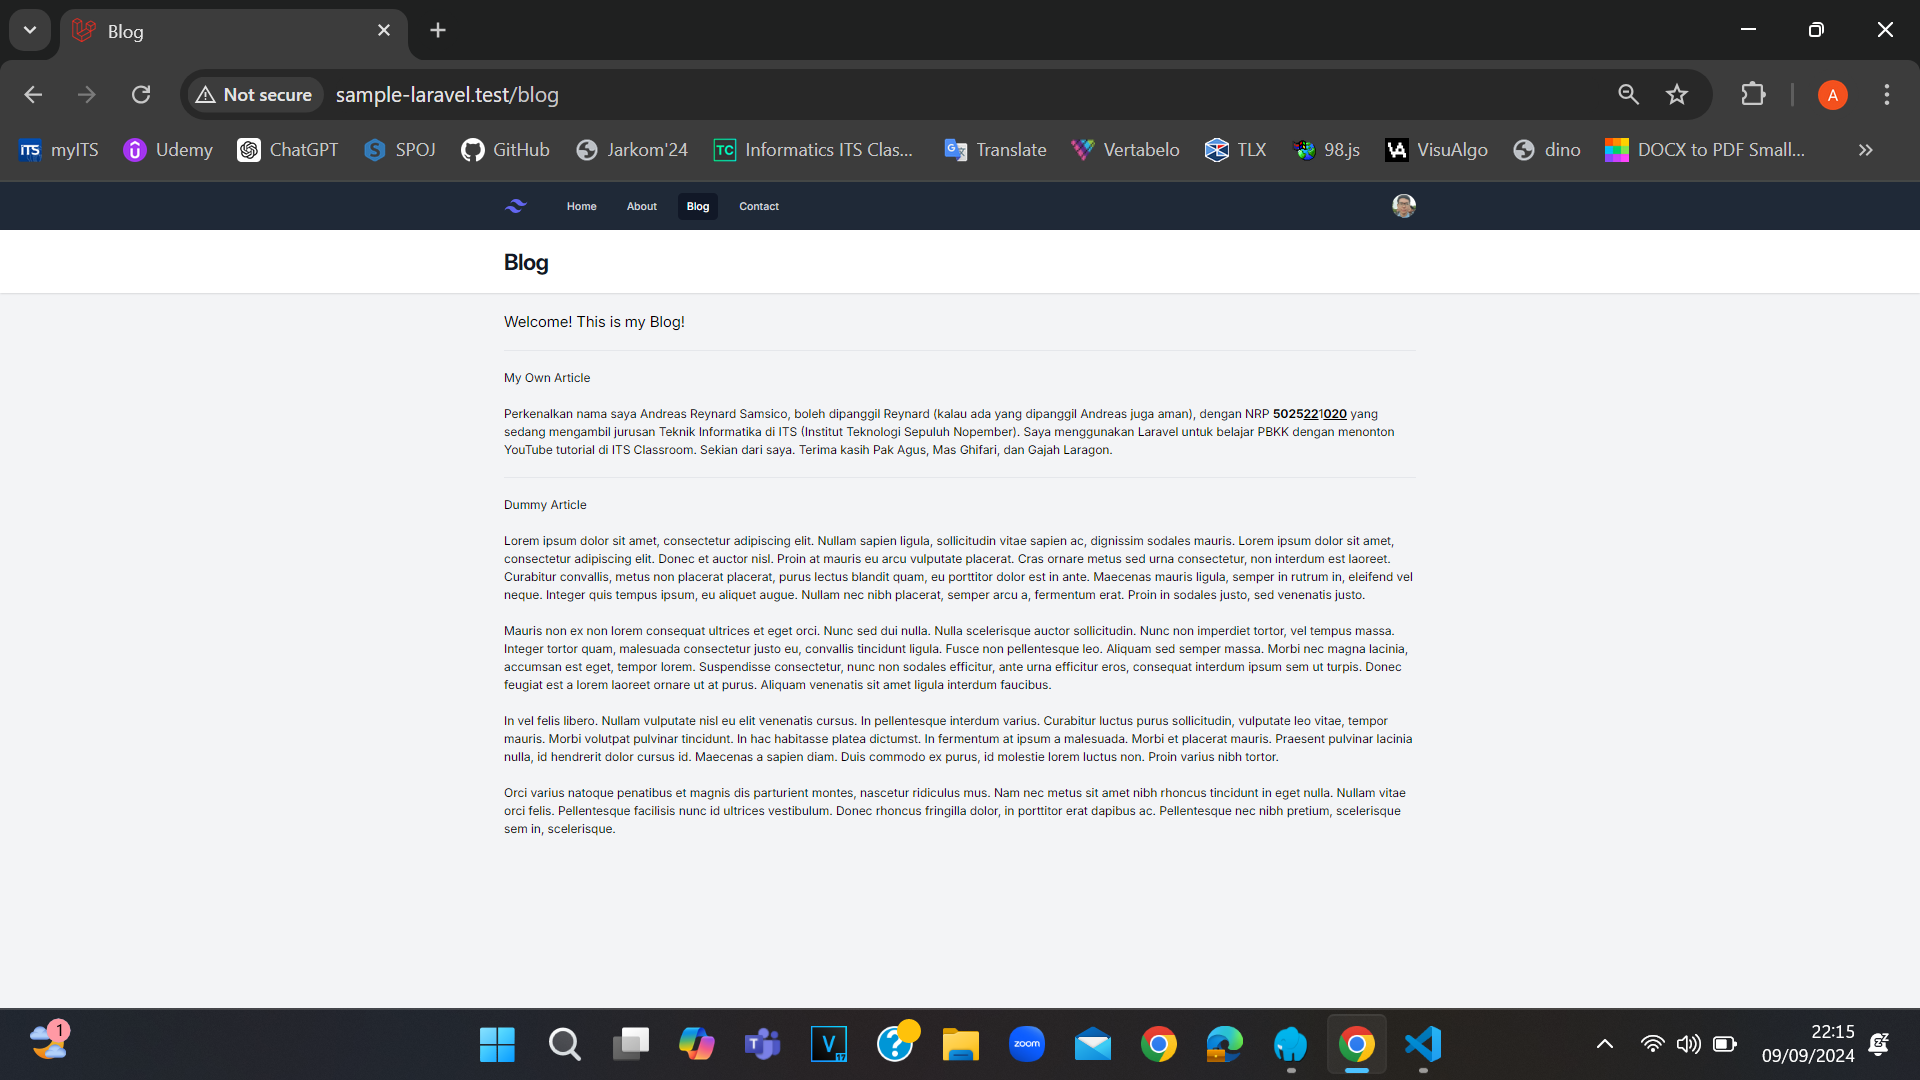 Blog
Not secure
sample-laravel.test/blog
A
ITS myITS
Udemy
ChatGPT
S SPOJ
GitHub
Jarkom'24
TC Informatics ITS Clas...
Translate
Vertabelo
TLX
98.js
VisuAlgo
dino
DOCX to PDF Small...
Home About Blog Contact
Blog
Welcome! This is my Blog!
My Own Article
Perkenalkan nama saya Andreas Reynard Samsico, boleh dipanggil Reynard (kalau ada yang dipanggil Andreas juga aman), dengan NRP 5025221020 yang
sedang mengambil jurusan Teknik Informatika di ITS (Institut Teknologi Sepuluh Nopember). Saya menggunakan Laravel untuk belajar PBKK dengan menonton
YouTube tutorial di ITS Classroom. Sekian dari saya. Terima kasih Pak Agus, Mas Ghifari, dan Gajah Laragon.
Dummy Article
Lorem ipsum dolor sit amet, consectetur adipiscing elit. Nullam sapien ligula, sollicitudin vitae sapien ac, dignissim sodales mauris. Lorem ipsum dolor sit amet,
consectetur adipiscing elit. Donec et auctor nisl. Proin at mauris eu arcu vulputate placerat. Cras ornare metus sed urna consectetur, non interdum est laoreet.
Curabitur convallis, metus non placerat placerat, purus lectus blandit quam, eu porttitor dolor est in ante. Maecenas mauris ligula, semper in rutrum in, eleifend vel
neque. Integer quis tempus ipsum, eu aliquet augue. Nullam nec nibh placerat, semper arcu a, fermentum erat. Proin in sodales justo, sed venenatis justo.
Mauris non ex non lorem consequat ultrices et eget orci. Nunc sed dui nulla. Nulla scelerisque auctor sollicitudin. Nunc non imperdiet tortor, vel tempus massa.
Integer tortor quam, malesuada consectetur justo eu, convallis tincidunt ligula. Fusce non pellentesque leo. Aliquam sed semper massa. Morbi nec magna lacinia,
accumsan est eget, tempor lorem. Suspendisse consectetur, nunc non sodales efficitur, ante urna efficitur eros, consequat interdum ipsum sem ut turpis. Donec
feugiat est a lorem laoreet ornare ut at purus. Aliquam venenatis sit amet ligula interdum faucibus.
In vel felis libero. Nullam vulputate nisl eu elit venenatis cursus. In pellentesque interdum varius. Curabitur luctus purus sollicitudin, vulputate leo vitae, tempor
mauris. Morbi volutpat pulvinar tincidunt. In hac habitasse platea dictumst. In fermentum at ipsum a malesuada. Morbi et placerat mauris. Praesent pulvinar lacinia
nulla, id hendrerit dolor cursus id. Maecenas a sapien diam. Duis commodo ex purus, id molestie lorem luctus non. Proin varius nibh tortor.
Orci varius natoque penatibus et magnis dis parturient montes, nascetur ridiculus mus. Nam nec metus sit amet nibh rhoncus tincidunt in eget nulla. Nullam vitae
orci felis. Pellentesque facilisis nunc id ultrices vestibulum. Donec rhoncus fringilla dolor, in porttitor erat dapibus ac. Pellentesque nec nibh pretium, scelerisque
sem in, scelerisque.
1
T
V 17
?
zoom
22:15
09/09/2024